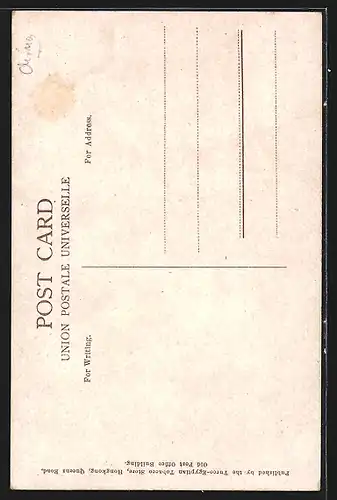 POST CARD
UNION POSTALE UNIVERSELLE
For Writing.
For Address.
Published by the Turco-Egyptian Tobacco Store, Hongkong, Queens Road,
Old Post Office Building.